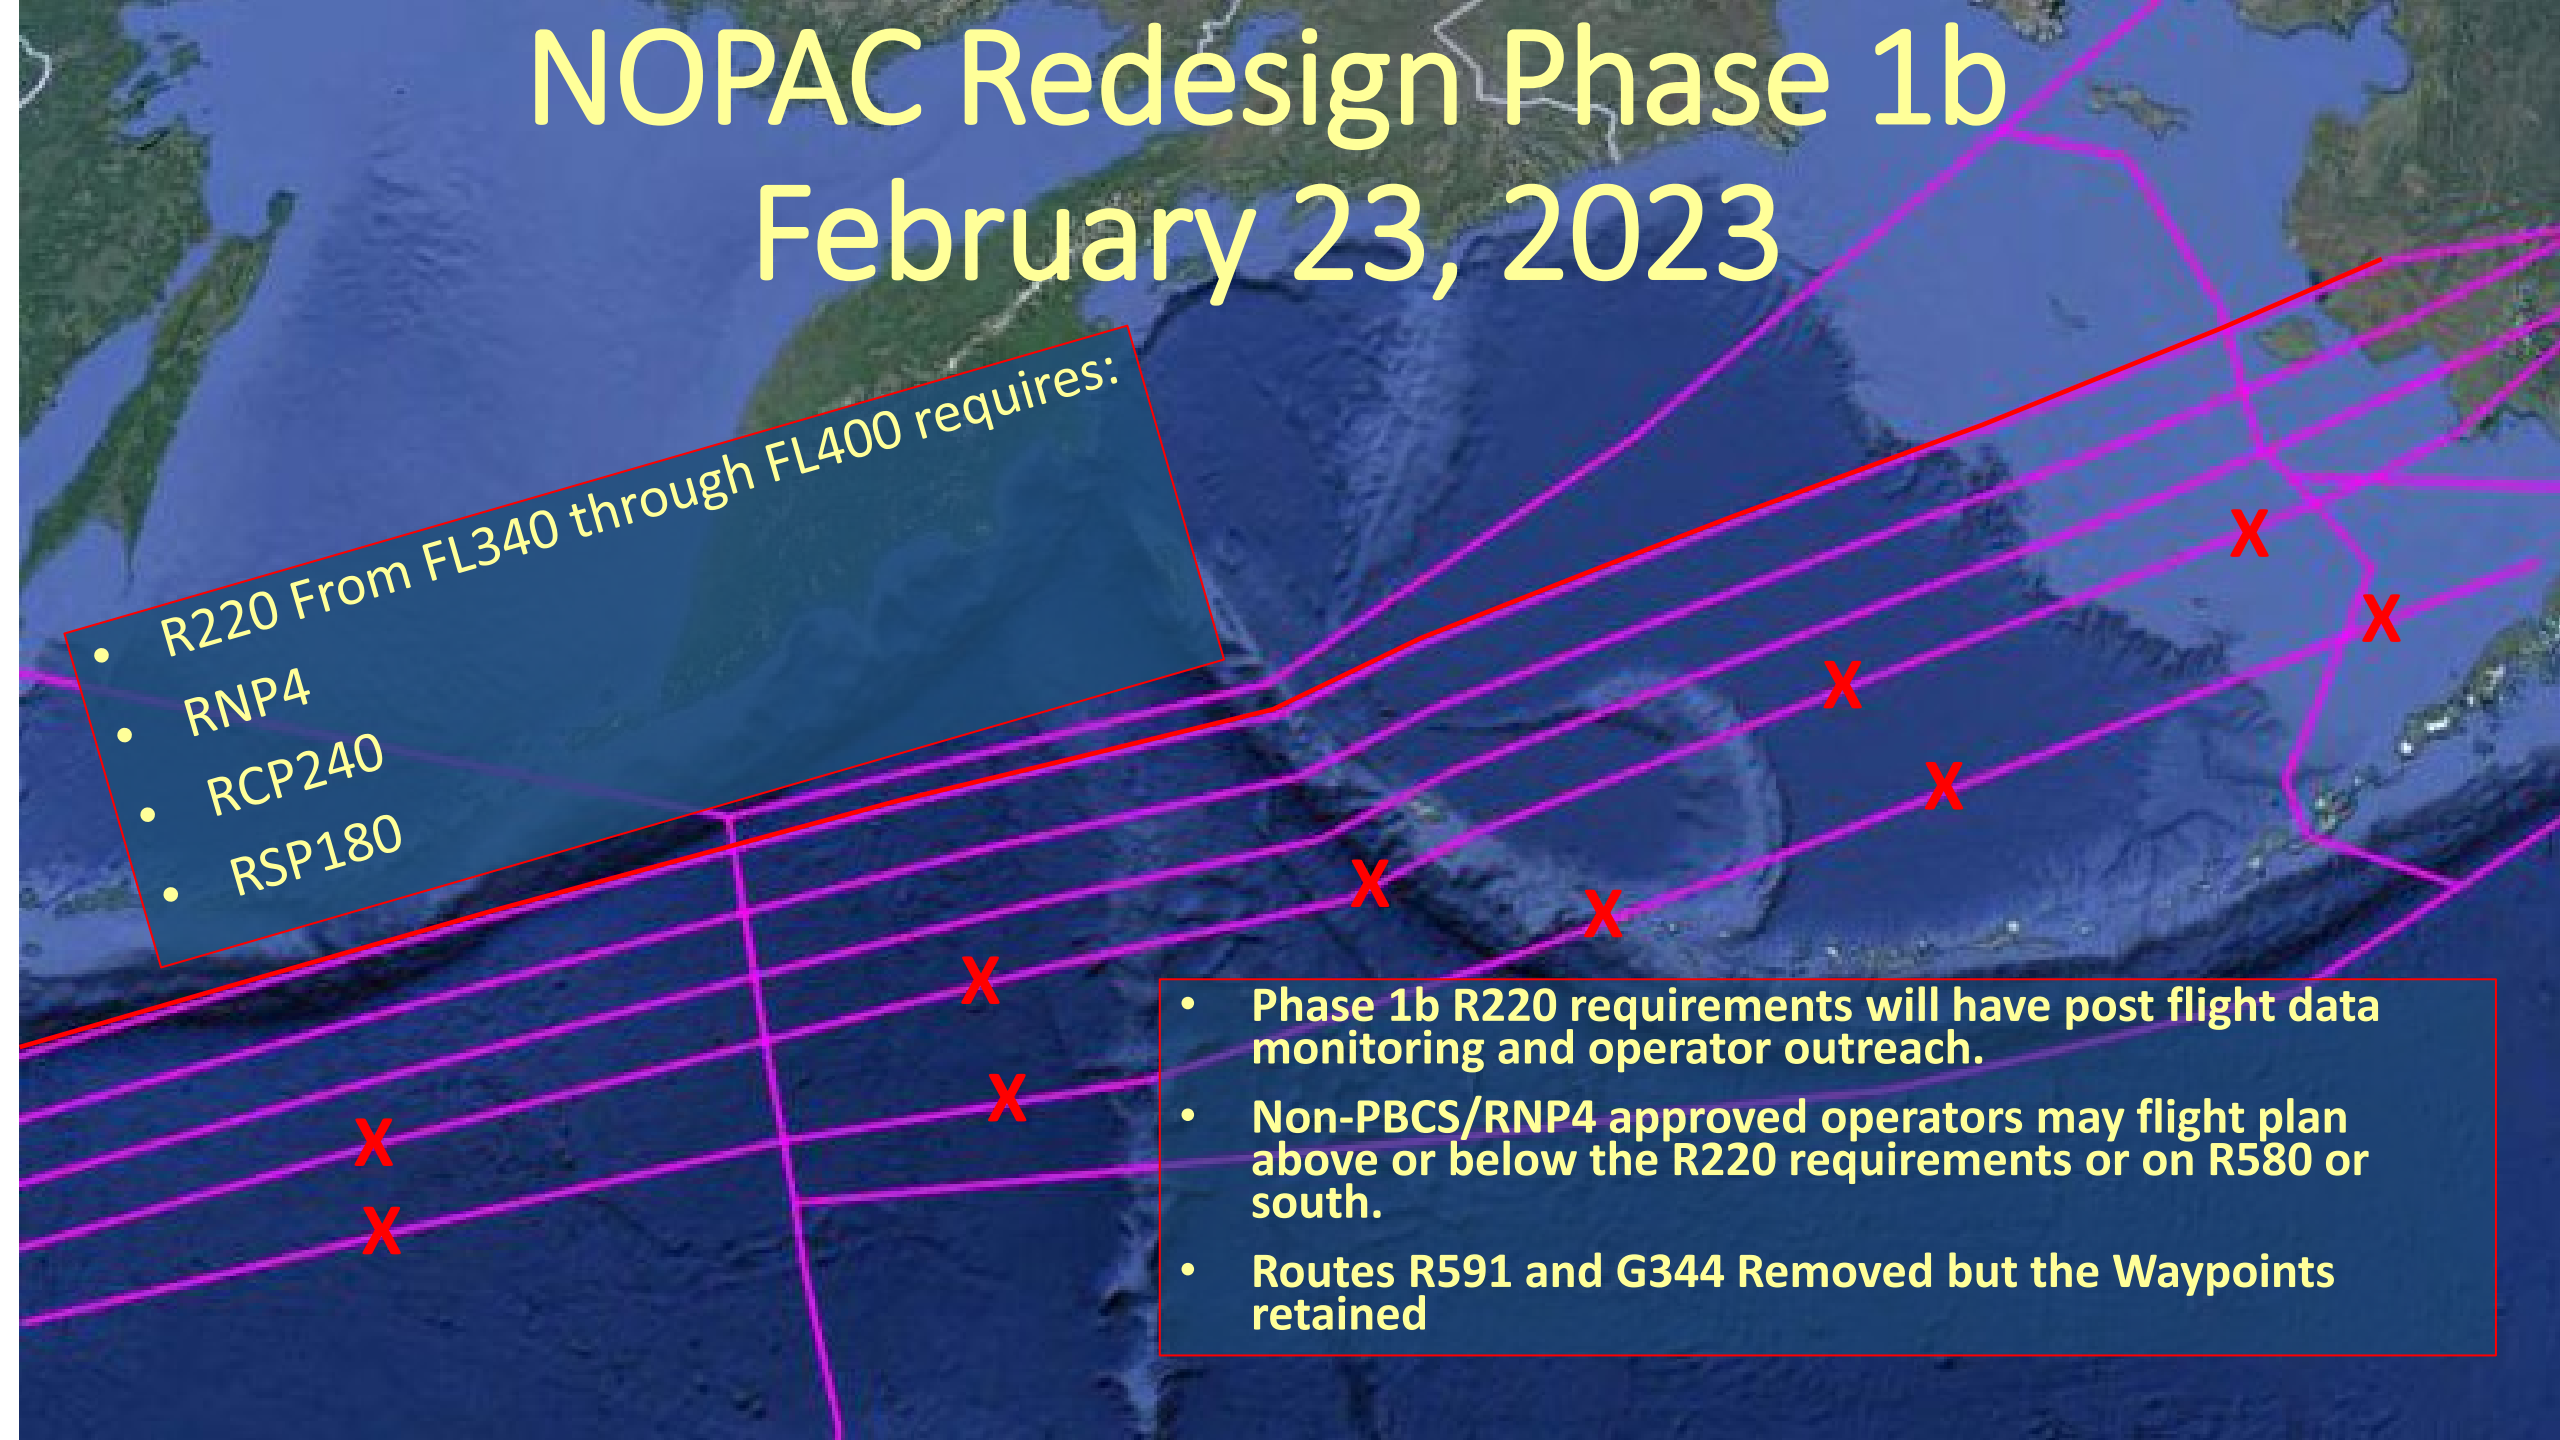 NOPAC Redesign Phase 1b
February 23, 2023
• R220 From FL340 through FL400 requires:
• RNP4
• RCP240
• RSP180
X
X
X
X
X
X
X
X
X
X
• Phase 1b R220 requirements will have post flight data
monitoring and operator outreach.
• Non-PBCS/RNP4 approved operators may flight plan
above or below the R220 requirements or on R580 or
south.
• Routes R591 and G344 Removed but the Waypoints
retained